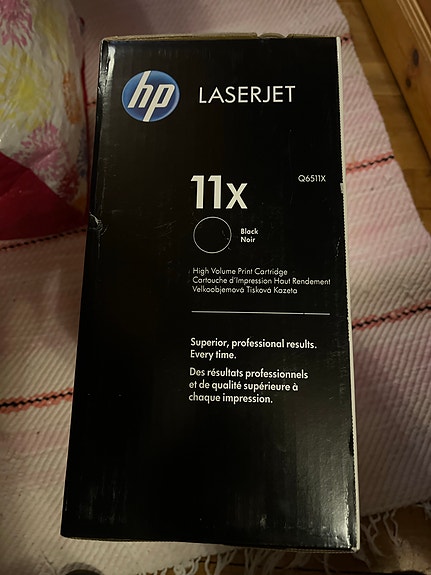 hp LASERJET
11x Q6511X
Black
Noir
High Volume Print Cartridge
Cartouche d'Impression Haut Rendement
Velkoobjemová Tisková Kazeta
Superior, professional results.
Every time.
Des résultats professionnels
et de qualité supérieure à
chaque impression.